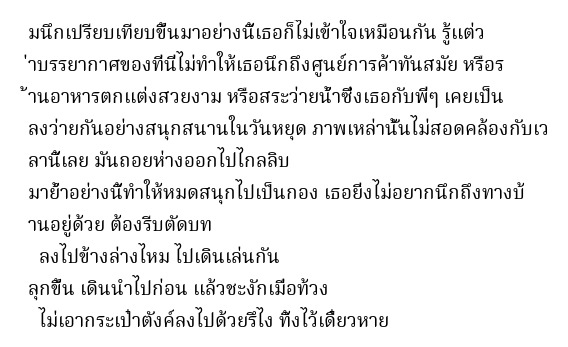 มนึกเปรียบเทียบขึ้นมาอย่างนี้เธอก็ไม่เข้าใจเหมือนกัน รู้แต่ว
่าบรรยากาศของที่นี่ไม่ทำให้เธอนึกถึงศูนย์การค้าทันสมัย หรือร
้านอาหารตกแต่งสวยงาม หรือสระว่ายน้ำซึ่งเธอกับพี่ๆ เคยเป็น
ลงว่ายกันอย่างสนุกสนานในวันหยุด ภาพเหล่านั้นไม่สอดคล้องกับเว
ลานี้เลย มันถอยห่างออกไปไกลลิบ
มาย้ำอย่างนี้ทำให้หมดสนุกไปเป็นกอง เธอยิ่งไม่อยากนึกถึงทางบ้
านอยู่ด้วย ต้องรีบตัดบท
ลงไปข้างล่างไหม ไปเดินเล่นกัน
ลุกขึ้น เดินนำไปก่อน แล้วชะงักเมื่อท้วง
ไม่เอากระเป๋าตังค์ลงไปด้วยรึไง ทิ้งไว้เดี๋ยวหาย